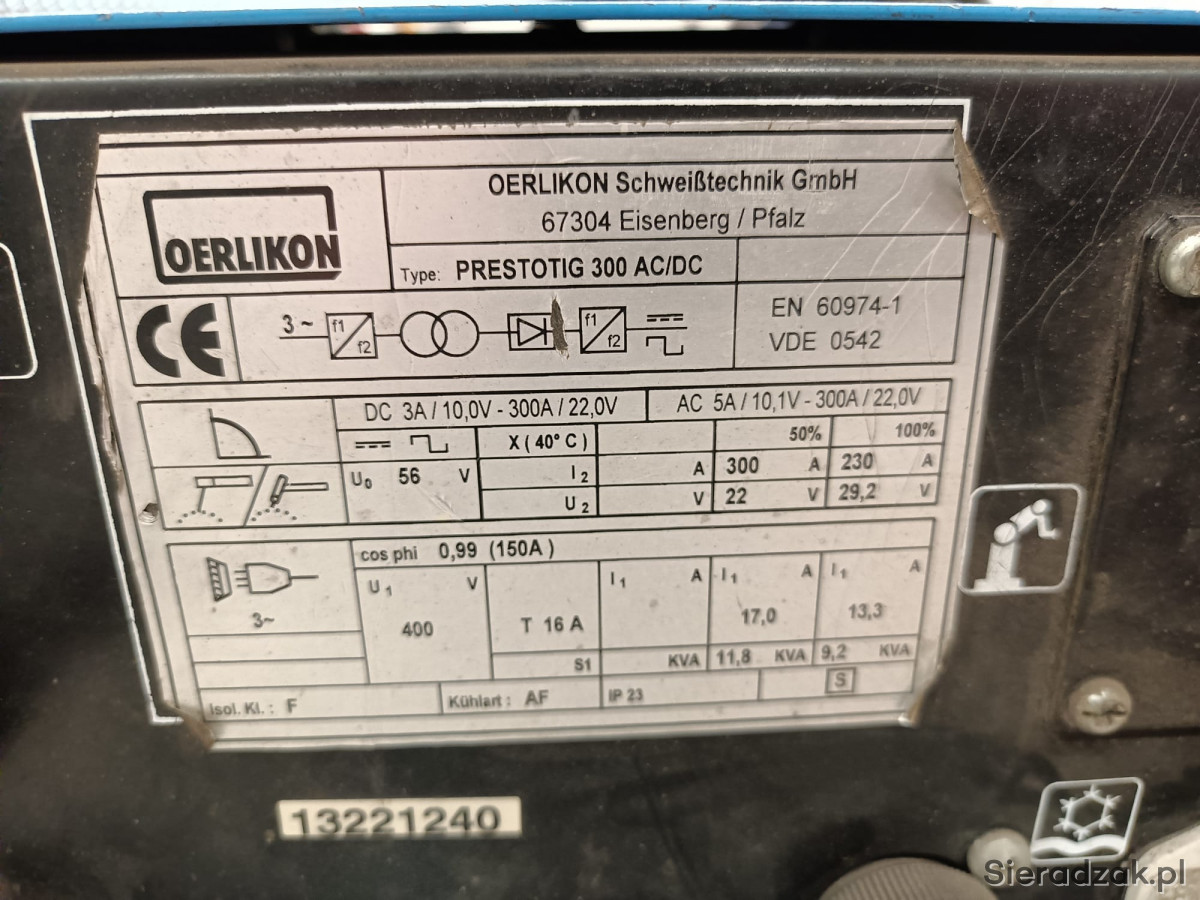 OERLIKON Schweißtechnik GmbH
67304 Eisenberg / Pfalz
OERLIKON
Type: PRESTOTIG 300 AC/DC
CE
3 ~ f1 f2 f1 f2
EN 60974-1
VDE 0542
DC 3A / 10,0V - 300A / 22,0V
AC 5A / 10,1V - 300A / 22,0V
X ( 40° C ) 50% 100%
U0 56 V
I2 A 300 A 230 A
U2 V 22 V 29,2 V
cos phi 0,99 (150A )
U1 V I1 A I1 A I1 A
3~ 400 T 16 A 17,0 13,3
S1 KVA 11,8 KVA 9,2 KVA
Isol. Kl. : F Kühlart : AF IP 23 S
13221240
Sieradzak.pl